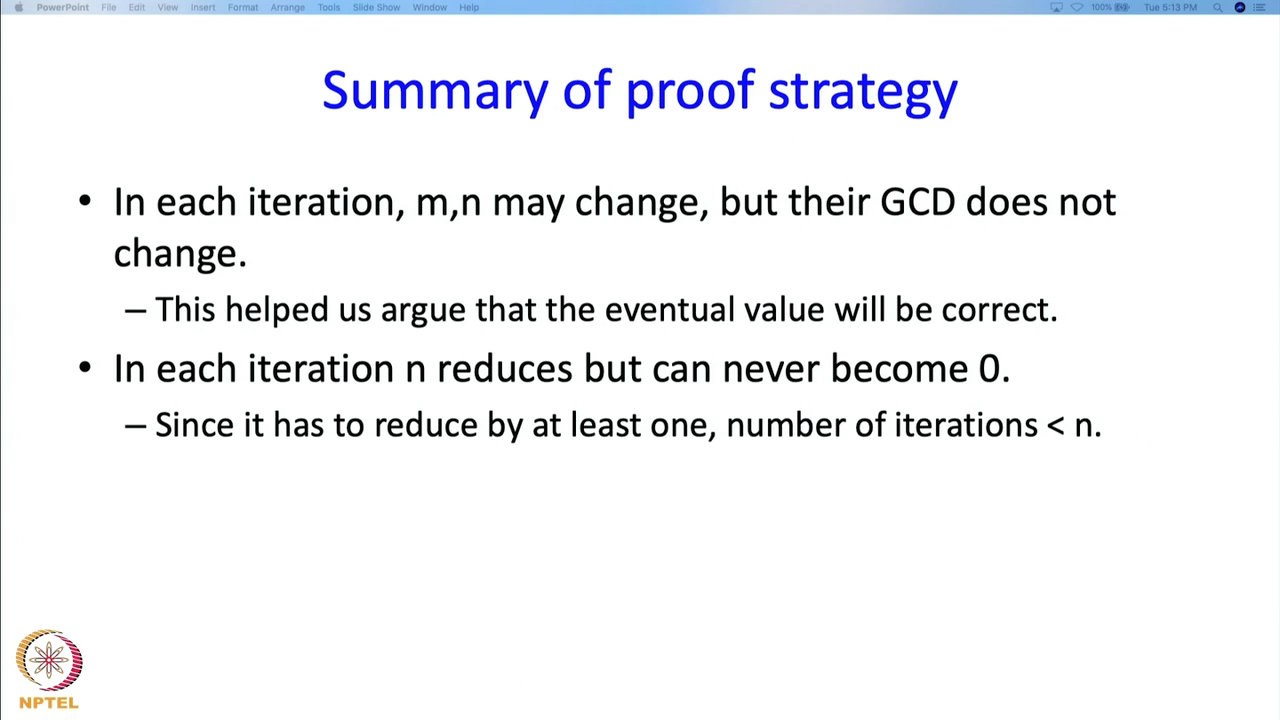 PowerPoint File Edit View Insert Format Arrange Tools Slide Show Window Help 100% Tue 5:13 PM
Summary of proof strategy
• In each iteration, m,n may change, but their GCD does not
change.
– This helped us argue that the eventual value will be correct.
• In each iteration n reduces but can never become 0.
– Since it has to reduce by at least one, number of iterations < n.
NPTEL